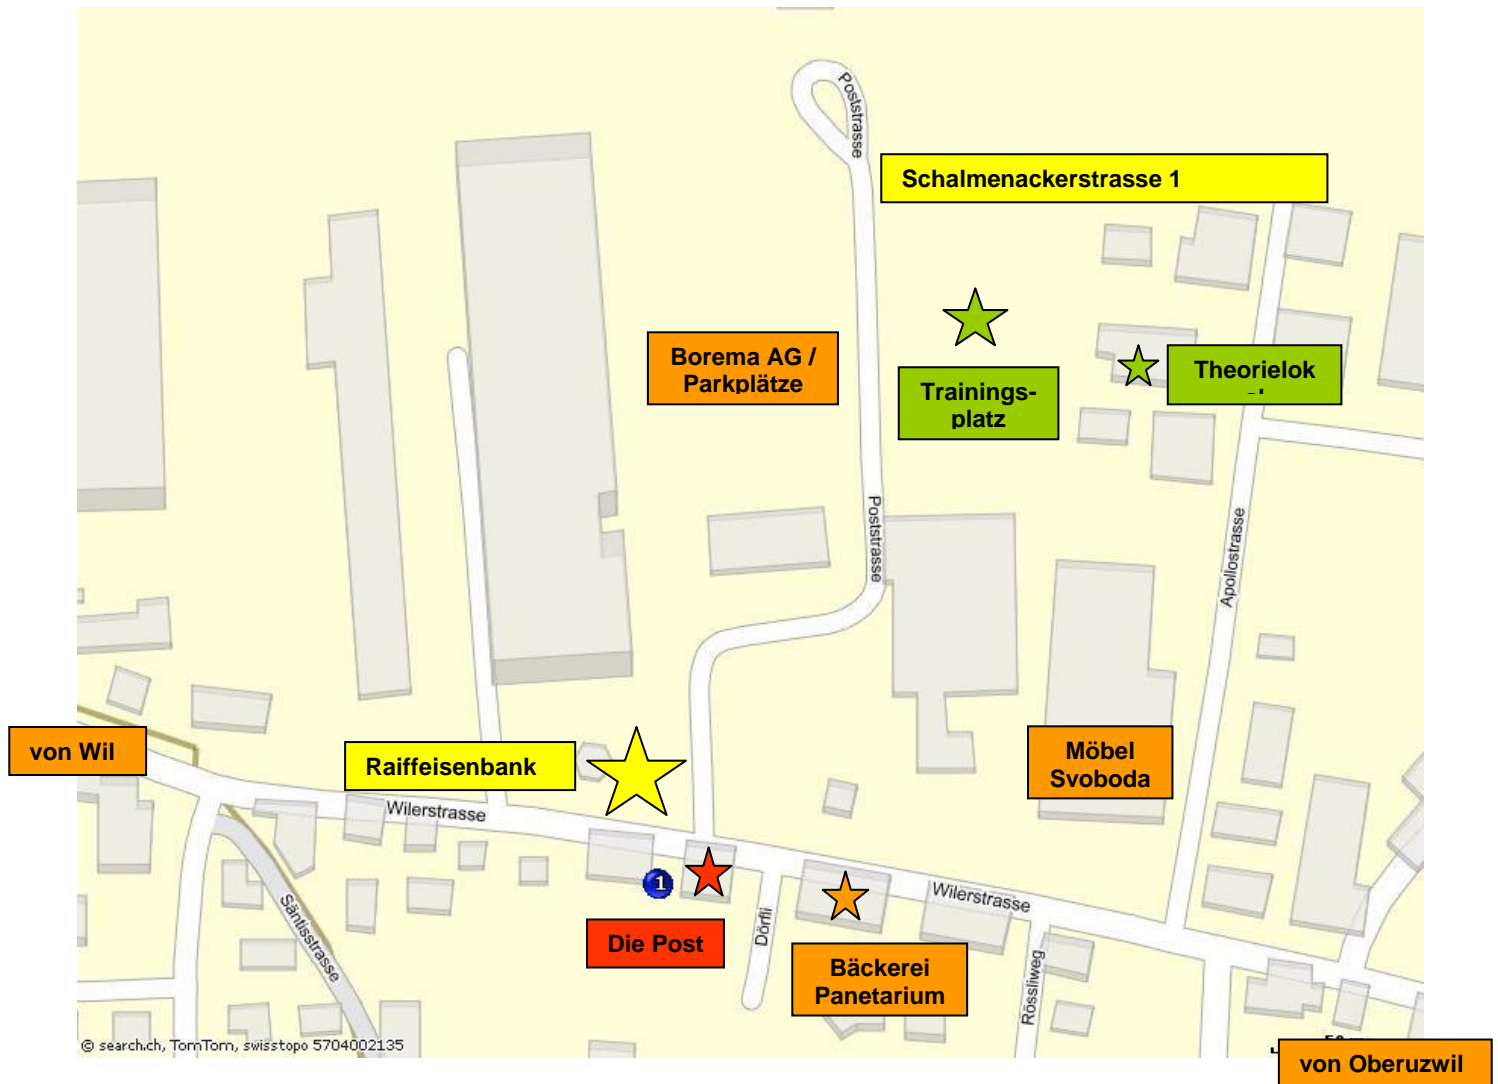 Poststrasse
Schalmenackerstrasse 1
Borema AG /
Parkplätze
Trainings-
platz
Theorielok
Poststrasse
Apollostrasse
von Wil
Raiffeisenbank
Möbel
Svoboda
Wilerstrasse
1
Wilerstrasse
Säntisstrasse
Die Post
Dörfli
Bäckerei
Panetarium
Rössliweg
© search.ch, TomTom, swisstopo 5704002135
von Oberuzwil